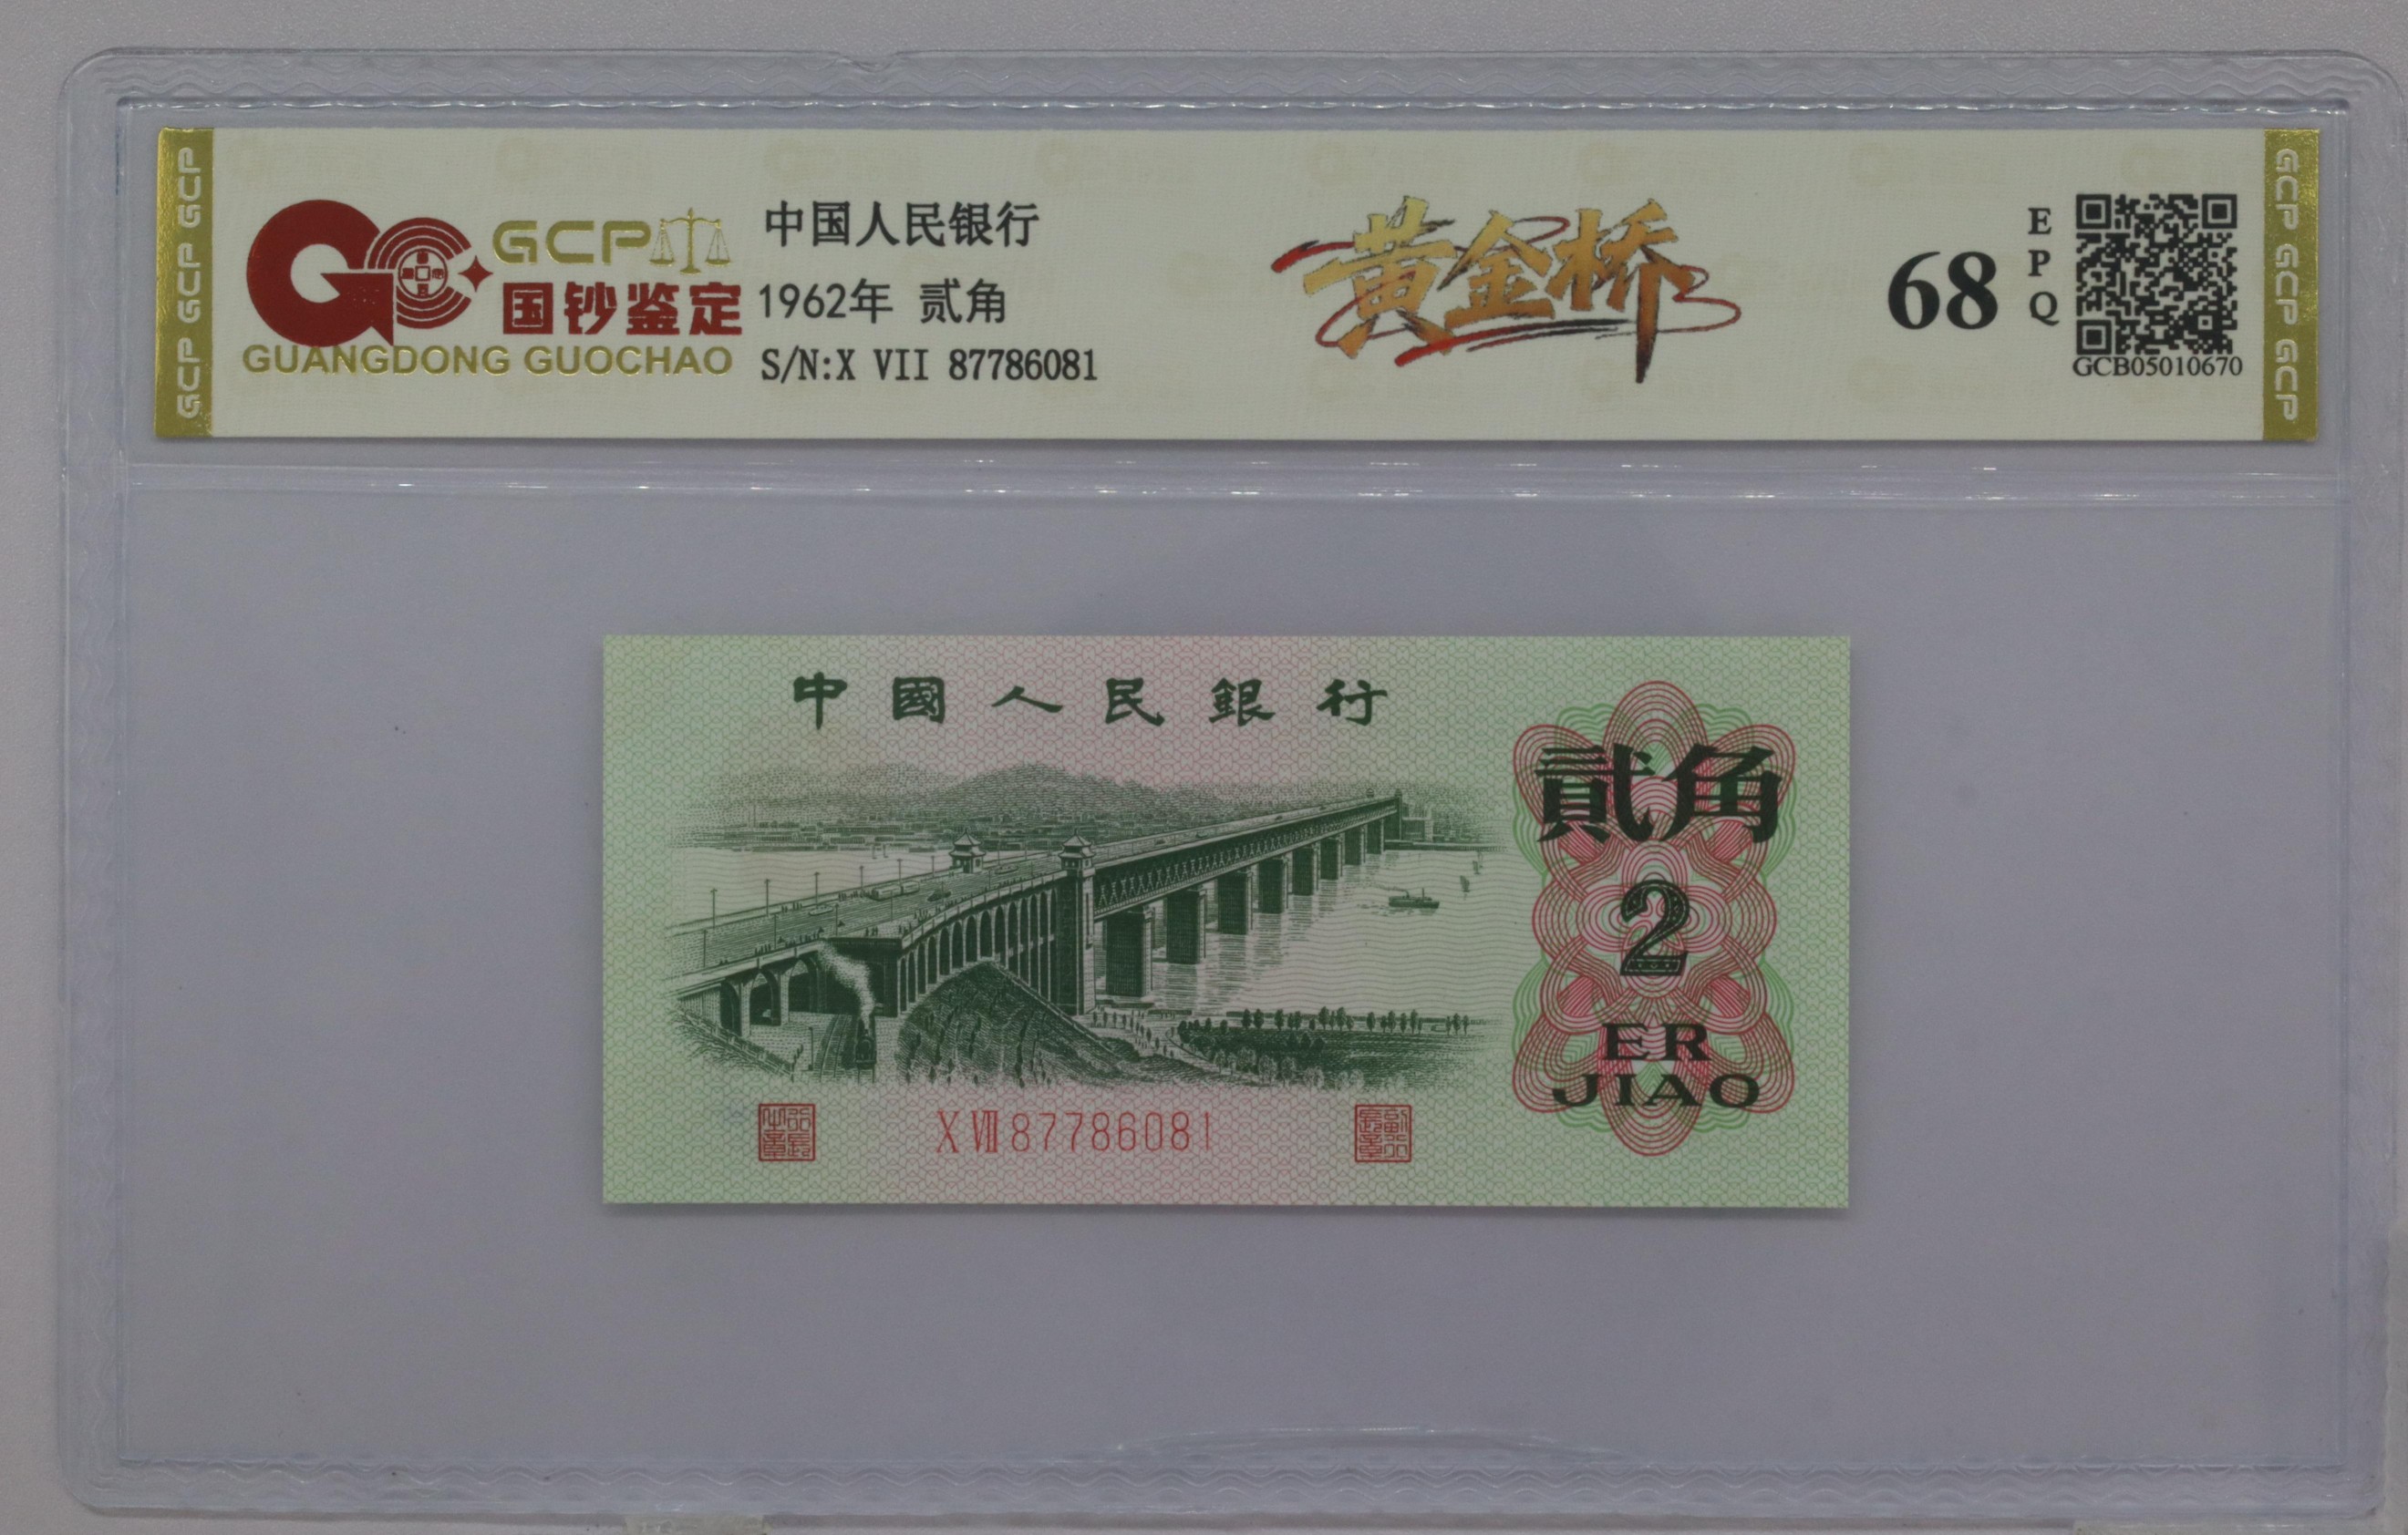 GCP GCP GCP
GCP
国钞鉴定
GUANGDONG GUOCHAO
中国人民银行
1962年 贰角
S/N:X VII 87786081
黄金桥
68
EPQ
GCB05010670
GCP GCP GCP
中國人民銀行
貳角
2
ER
JIAO
X VII 87786081